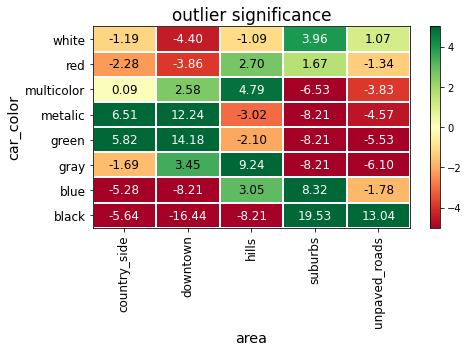 outlier significance
car_color
white -1.19 -4.40 -1.09 3.96 1.07
red -2.28 -3.86 2.70 1.67 -1.34
multicolor 0.09 2.58 4.79 -6.53 -3.83
metalic 6.51 12.24 -3.02 -8.21 -4.57
green 5.82 14.18 -2.10 -8.21 -5.53
gray -1.69 3.45 9.24 -8.21 -6.10
blue -5.28 -8.21 3.05 8.32 -1.78
black -5.64 -16.44 -8.21 19.53 13.04
country_side
downtown
hills
suburbs
unpaved_roads
area
4
2
0
−2
−4